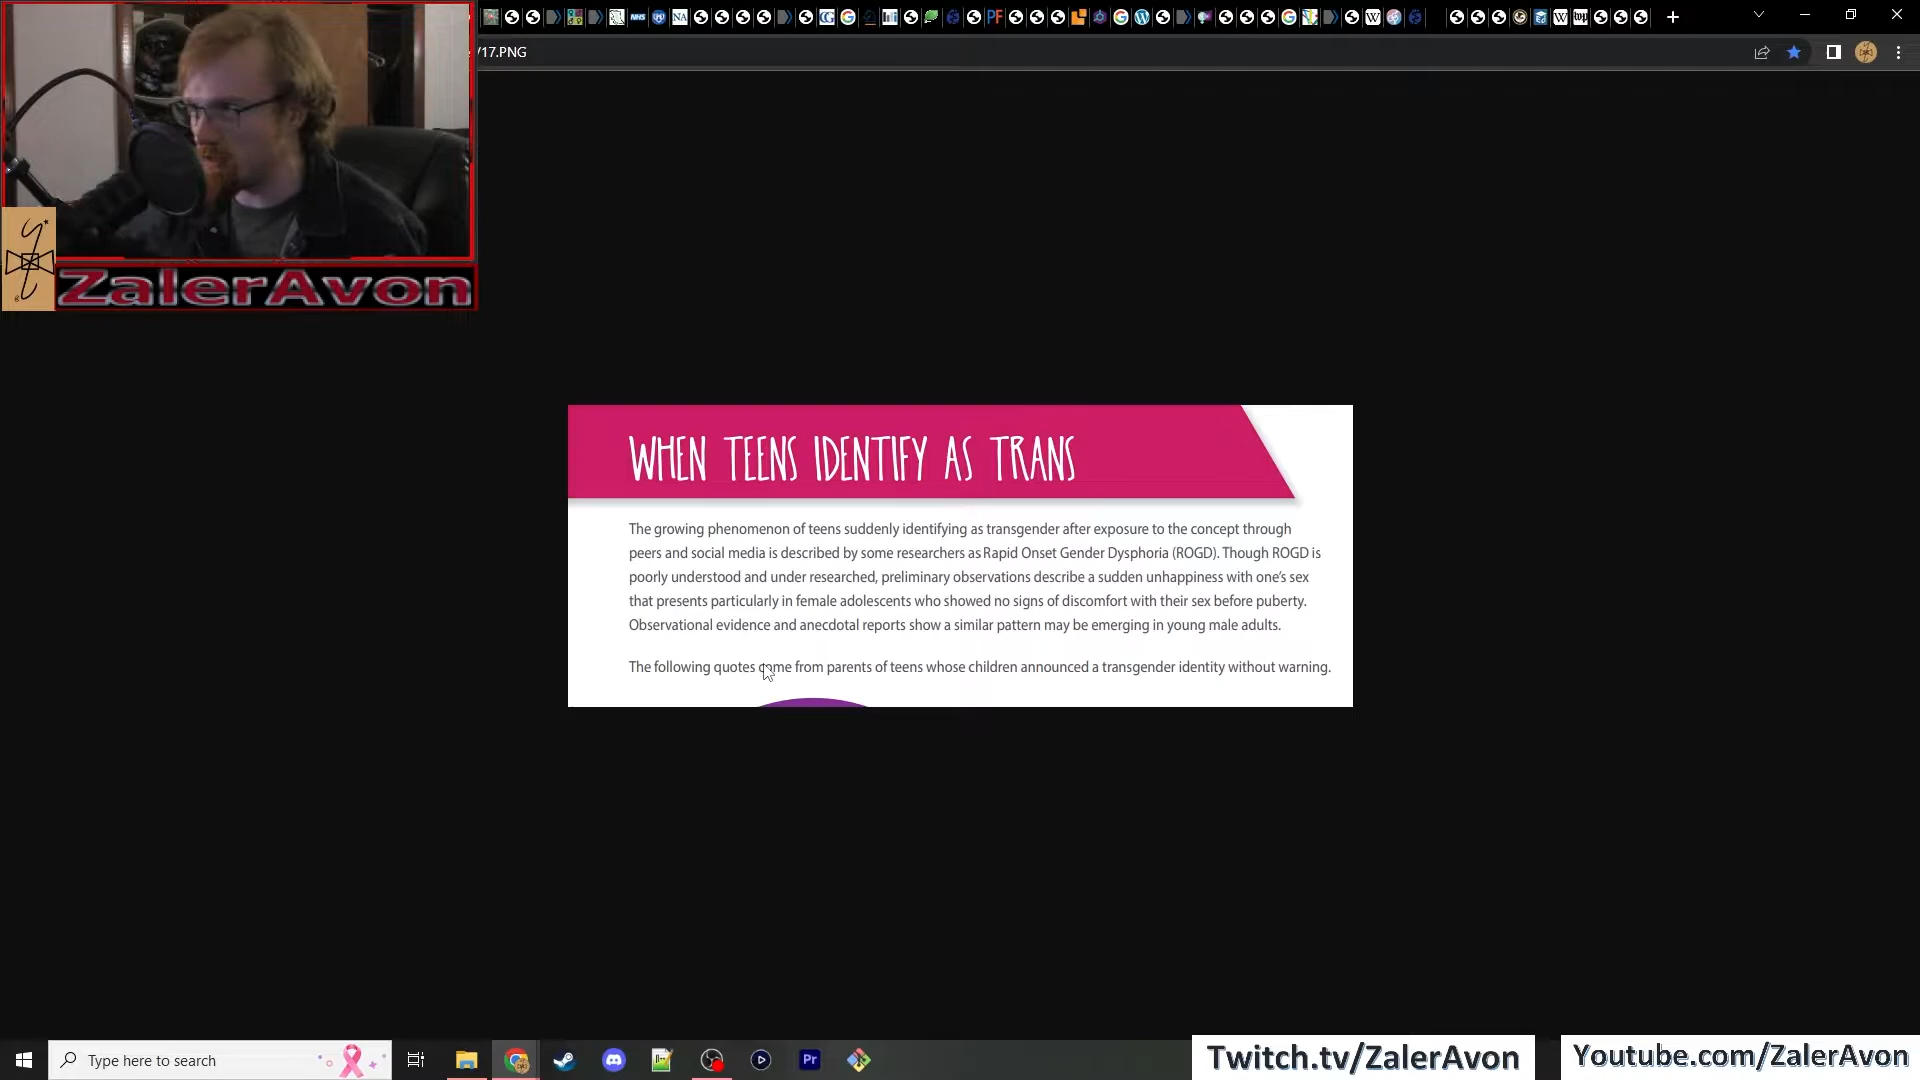 /17.PNG
ZalerAvon
WHEN TEENS IDENTIFY AS TRANS
The growing phenomenon of teens suddenly identifying as transgender after exposure to the concept through
peers and social media is described by some researchers as Rapid Onset Gender Dysphoria (ROGD). Though ROGD is
poorly understood and under researched, preliminary observations describe a sudden unhappiness with one's sex
that presents particularly in female adolescents who showed no signs of discomfort with their sex before puberty.
Observational evidence and anecdotal reports show a similar pattern may be emerging in young male adults.
The following quotes come from parents of teens whose children announced a transgender identity without warning.
Type here to search
Pr
Twitch.tv/ZalerAvon
Youtube.com/ZalerAvon